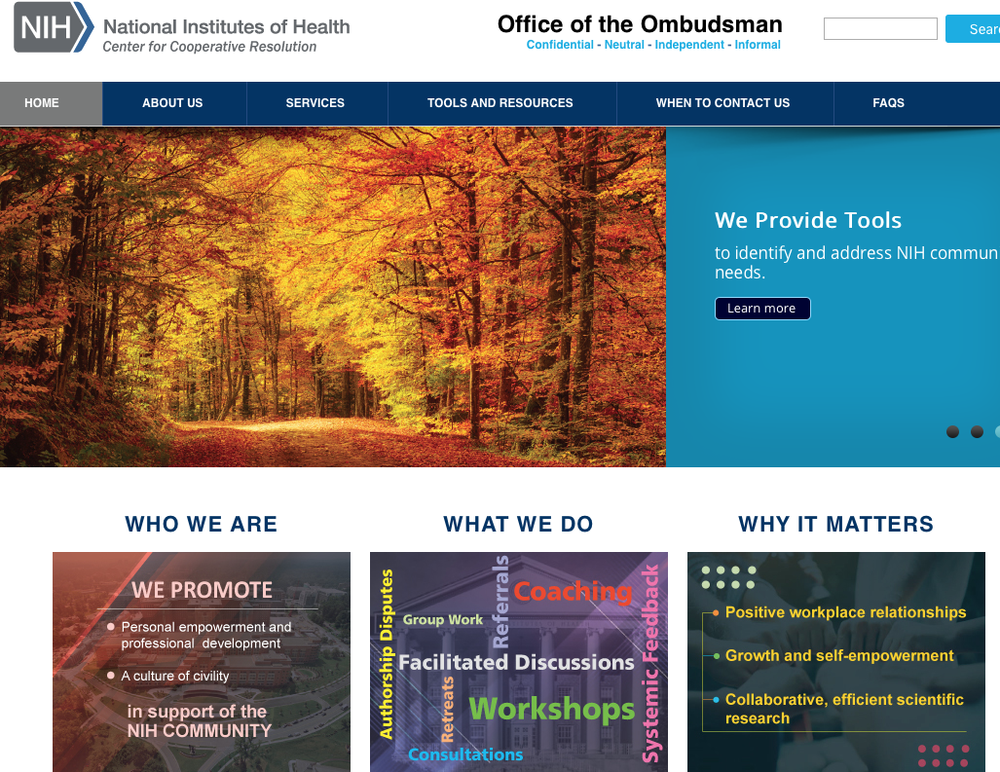 NIH National Institutes of Health
Center for Cooperative Resolution
Office of the Ombudsman
Confidential - Neutral - Independent - Informal
HOME ABOUT US SERVICES TOOLS AND RESOURCES WHEN TO CONTACT US FAQS
We Provide Tools
to identify and address NIH
needs.
Learn more
WHO WE ARE
WE PROMOTE
Personal empowerment and
professional development
A culture of civility
in support of the
NIH COMMUNITY
WHAT WE DO
Authorship Disputes
Group Work
Referrals
Coaching
Systemic Feedback
Facilitated Discussions
Retreats
Workshops
Consultations
WHY IT MATTERS
Positive workplace relationships
Growth and self-empowerment
Collaborative, efficient scientific
research